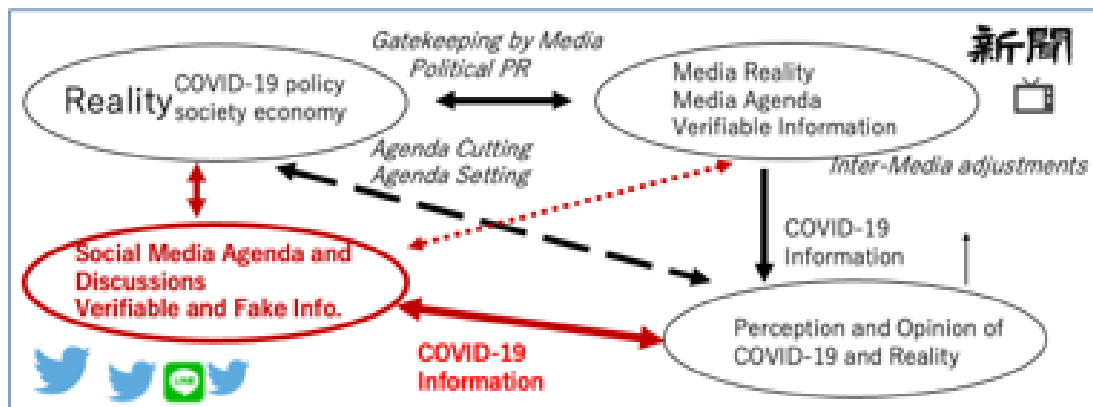 Gatekeeping by Media
Political PR
新聞
Reality
COVID-19 policy
society economy
Media Reality
Media Agenda
Verifiable Information
Agenda Cutting
Agenda Setting
Inter-Media adjustments
COVID-19
Information
Social Media Agenda and
Discussions
Verifiable and Fake Info.
Perception and Opinion of
COVID-19 and Reality
COVID-19
Information
LINE